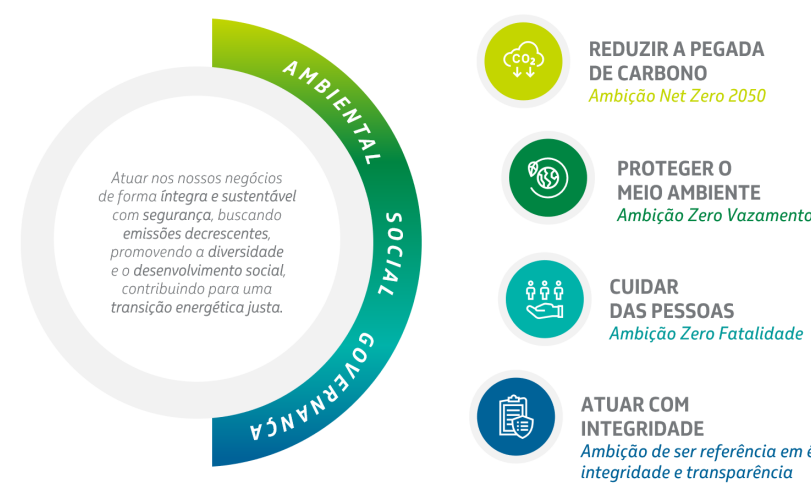 Atuar nos nossos negócios
de forma íntegra e sustentável
com segurança, buscando
emissões decrescentes,
promovendo a diversidade
e o desenvolvimento social,
contribuindo para uma
transição energética justa.
AMBIENTAL
SOCIAL
GOVERNANÇA
CO₂
REDUZIR A PEGADA
DE CARBONO
Ambição Net Zero 2050
PROTEGER O
MEIO AMBIENTE
Ambição Zero Vazamento
CUIDAR
DAS PESSOAS
Ambição Zero Fatalidade
ATUAR COM
INTEGRIDADE
Ambição de ser referência em
integridade e transparência